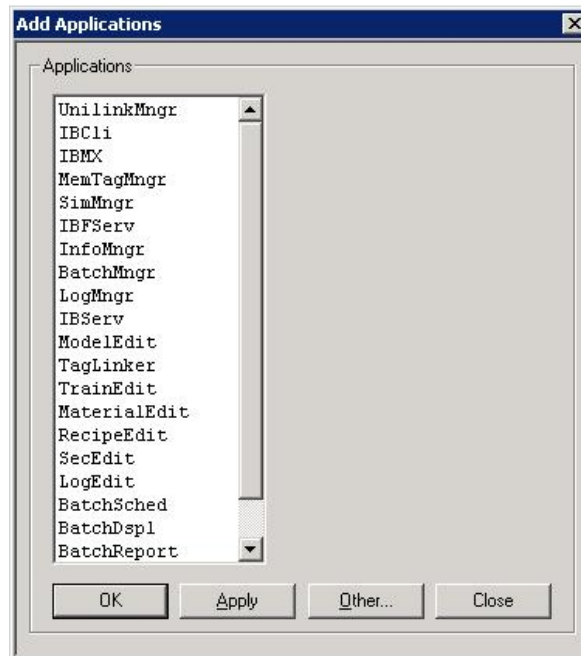 Add Applications
Applications
UnilinkMngr
IBCli
IBMX
MemTagMngr
SimMngr
IBFServ
InfoMngr
BatchMngr
LogMngr
IBServ
ModelEdit
TagLinker
TrainEdit
MaterialEdit
RecipeEdit
SecEdit
LogEdit
BatchSched
BatchDspl
BatchReport
OK Apply Other... Close